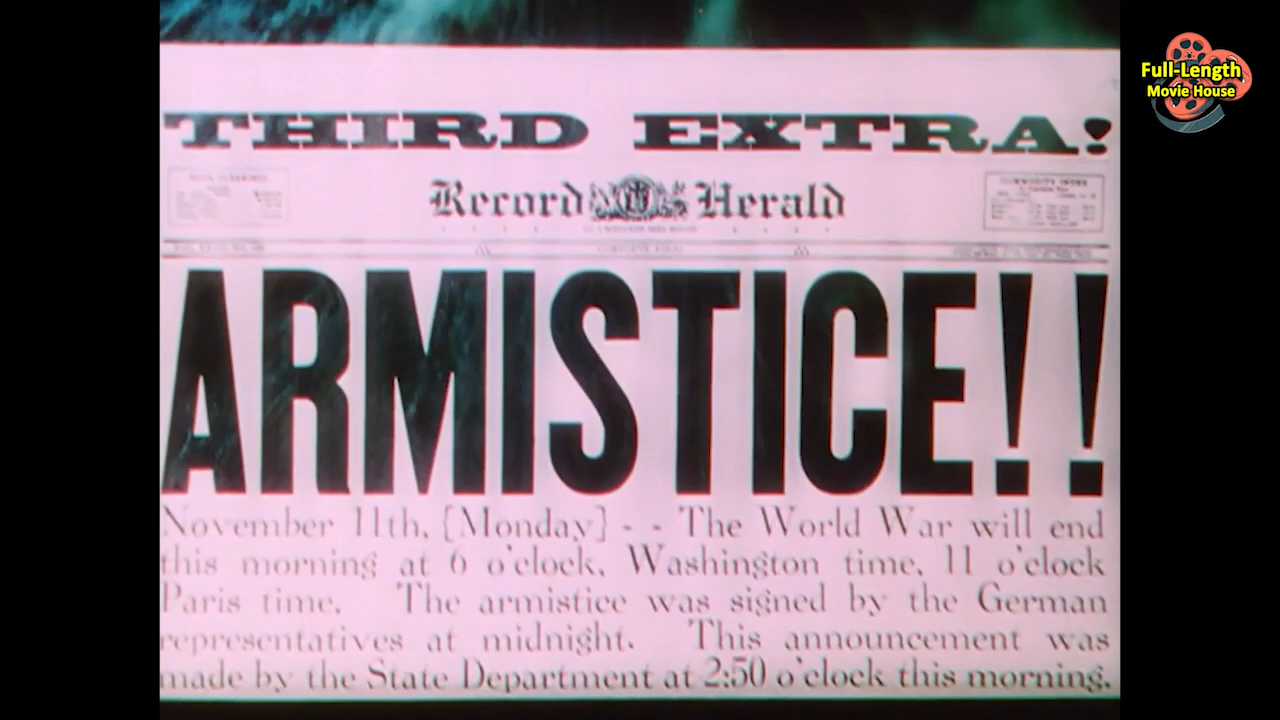 Full-Length
Movie House
THIRD EXTRA!
Record Herald
ARMISTICE!!
November 11th, [Monday] - - The World War will end
this morning at 6 o'clock, Washington time, 11 o'clock
Paris time. The armistice was signed by the German
representatives at midnight. This announcement was
made by the State Department at 2:50 o'clock this morning.